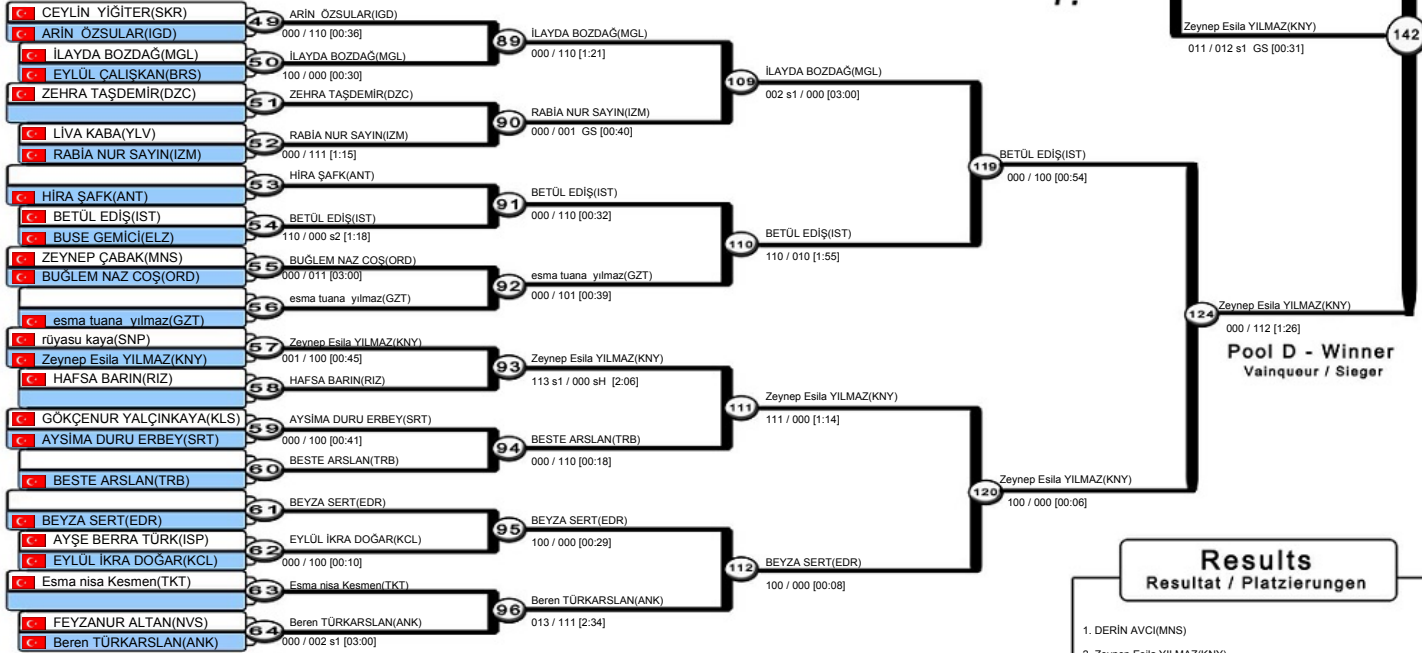 CEYLİN YİĞİTER(SKR)
ARİN ÖZSULAR(IGD)
İLAYDA BOZDAĞ(MGL)
EYLÜL ÇALIŞKAN(BRS)
ZEHRA TAŞDEMİR(DZC)
LİVA KABA(YLV)
RABİA NUR SAYIN(IZM)
HİRA ŞAFK(ANT)
BETÜL EDİŞ(IST)
BUSE GEMİCİ(ELZ)
ZEYNEP ÇABAK(MNS)
BUĞLEM NAZ COŞ(ORD)
esma tuana yılmaz(GZT)
rüyasu kaya(SNP)
Zeynep Esila YILMAZ(KNY)
HAFSA BARIN(RIZ)
GÖKÇENUR YALÇINKAYA(KLS)
AYSİMA DURU ERBEY(SRT)
BESTE ARSLAN(TRB)
BEYZA SERT(EDR)
AYŞE BERRA TÜRK(ISP)
EYLÜL İKRA DOĞAR(KCL)
Esma nisa Kesmen(TKT)
FEYZANUR ALTAN(NVS)
Beren TÜRKARSLAN(ANK)
49 ARİN ÖZSULAR(IGD)
000 / 110 [00:36]
50 İLAYDA BOZDAĞ(MGL)
100 / 000 [00:30]
51 ZEHRA TAŞDEMİR(DZC)
52 RABİA NUR SAYIN(IZM)
000 / 111 [1:15]
53 HİRA ŞAFK(ANT)
54 BETÜL EDİŞ(IST)
110 / 000 s2 [1:18]
55 BUĞLEM NAZ COŞ(ORD)
000 / 011 [03:00]
56 esma tuana yılmaz(GZT)
57 Zeynep Esila YILMAZ(KNY)
001 / 100 [00:45]
58 HAFSA BARIN(RIZ)
59 AYSİMA DURU ERBEY(SRT)
000 / 100 [00:41]
60 BESTE ARSLAN(TRB)
61 BEYZA SERT(EDR)
62 EYLÜL İKRA DOĞAR(KCL)
000 / 100 [00:10]
63 Esma nisa Kesmen(TKT)
64 Beren TÜRKARSLAN(ANK)
000 / 002 s1 [03:00]
89 İLAYDA BOZDAĞ(MGL)
000 / 110 [1:21]
90 RABİA NUR SAYIN(IZM)
000 / 001 GS [00:40]
91 BETÜL EDİŞ(IST)
000 / 110 [00:32]
92 esma tuana yılmaz(GZT)
000 / 101 [00:39]
93 Zeynep Esila YILMAZ(KNY)
113 s1 / 000 sH [2:06]
94 BESTE ARSLAN(TRB)
000 / 110 [00:18]
95 BEYZA SERT(EDR)
100 / 000 [00:29]
96 Beren TÜRKARSLAN(ANK)
013 / 111 [2:34]
109 İLAYDA BOZDAĞ(MGL)
002 s1 / 000 [03:00]
110 BETÜL EDİŞ(IST)
110 / 010 [1:55]
111 Zeynep Esila YILMAZ(KNY)
111 / 000 [1:14]
112 BEYZA SERT(EDR)
100 / 000 [00:08]
119 BETÜL EDİŞ(IST)
000 / 100 [00:54]
120 Zeynep Esila YILMAZ(KNY)
100 / 000 [00:06]
124 Zeynep Esila YILMAZ(KNY)
000 / 112 [1:26]
Pool D - Winner
Vainqueur / Sieger
Zeynep Esila YILMAZ(KNY)
011 / 012 s1 GS [00:31]
142
Results
Resultat / Platzierungen
1. DERİN AVCI(MNS)
2. Zeynep Esila YILMAZ(KNY)